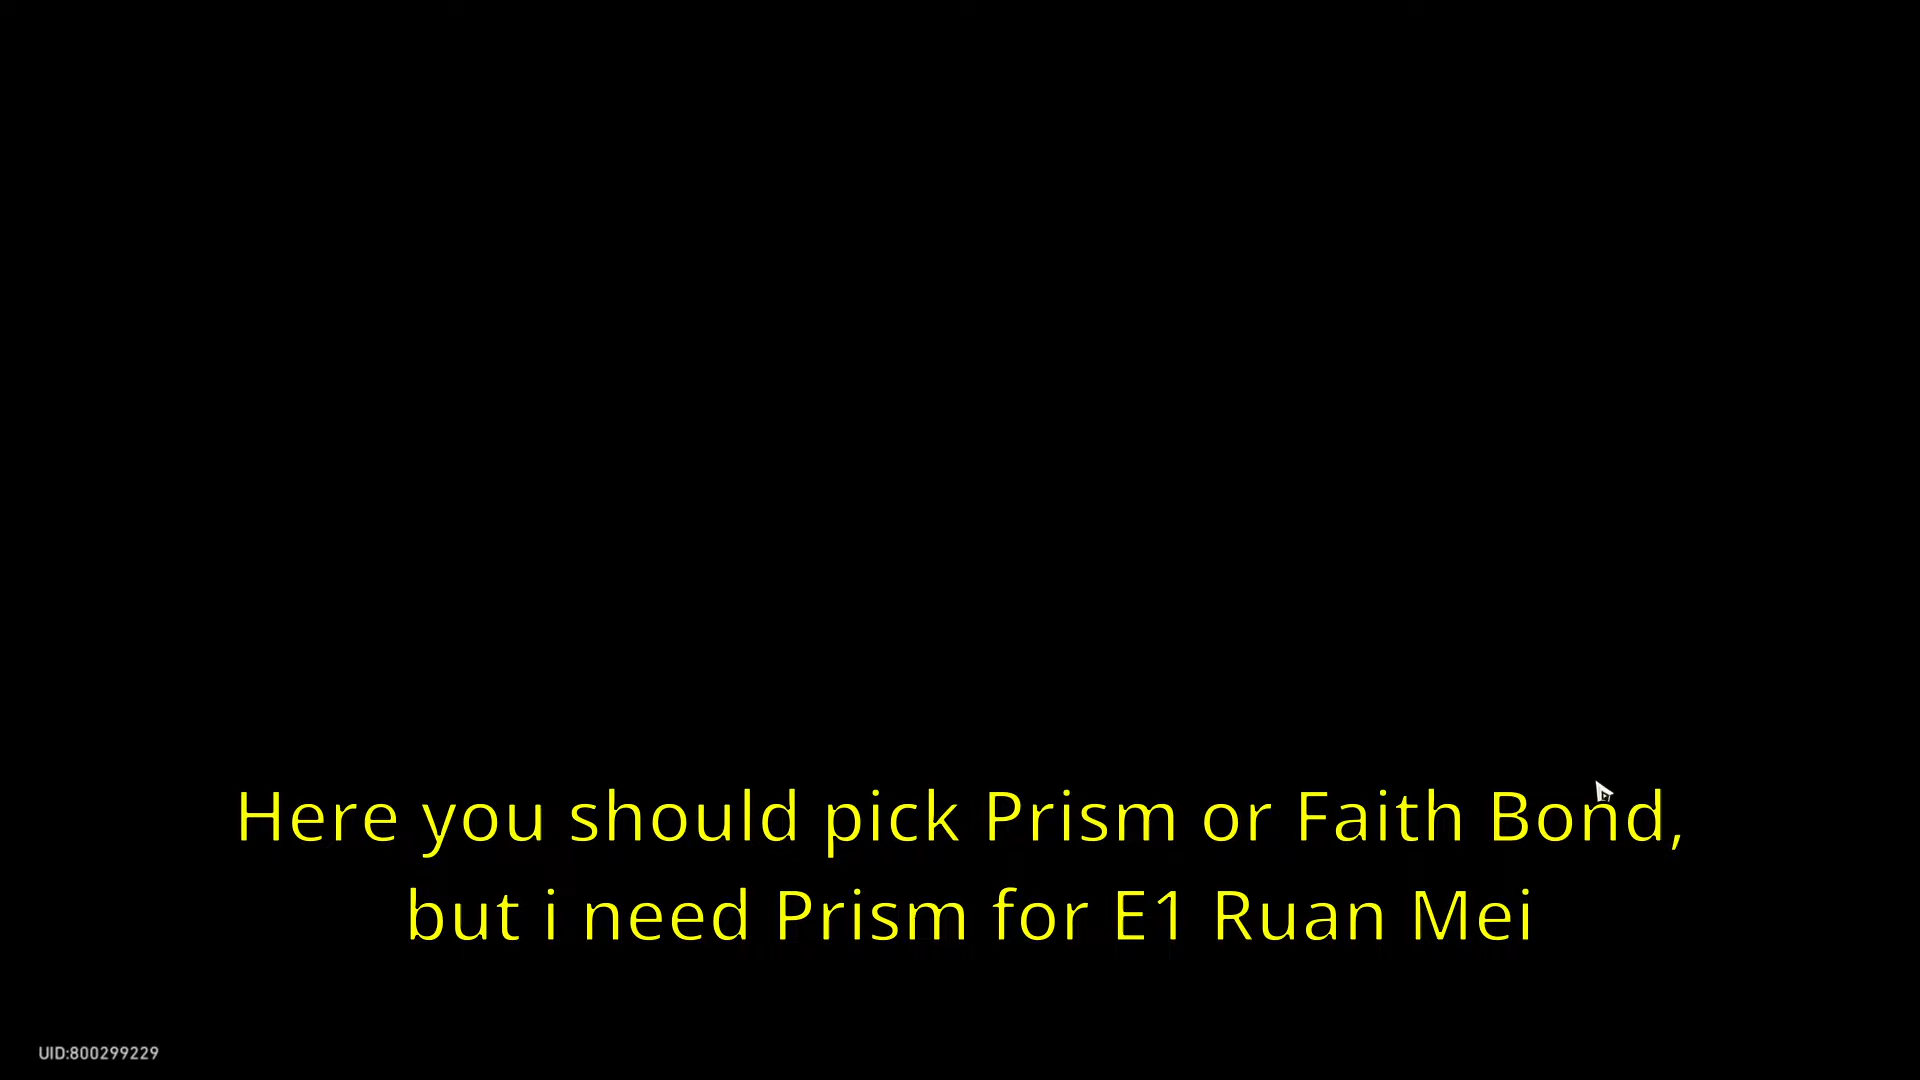 Here you should pick Prism or Faith Bond,
but i need Prism for E1 Ruan Mei
UID:800299229